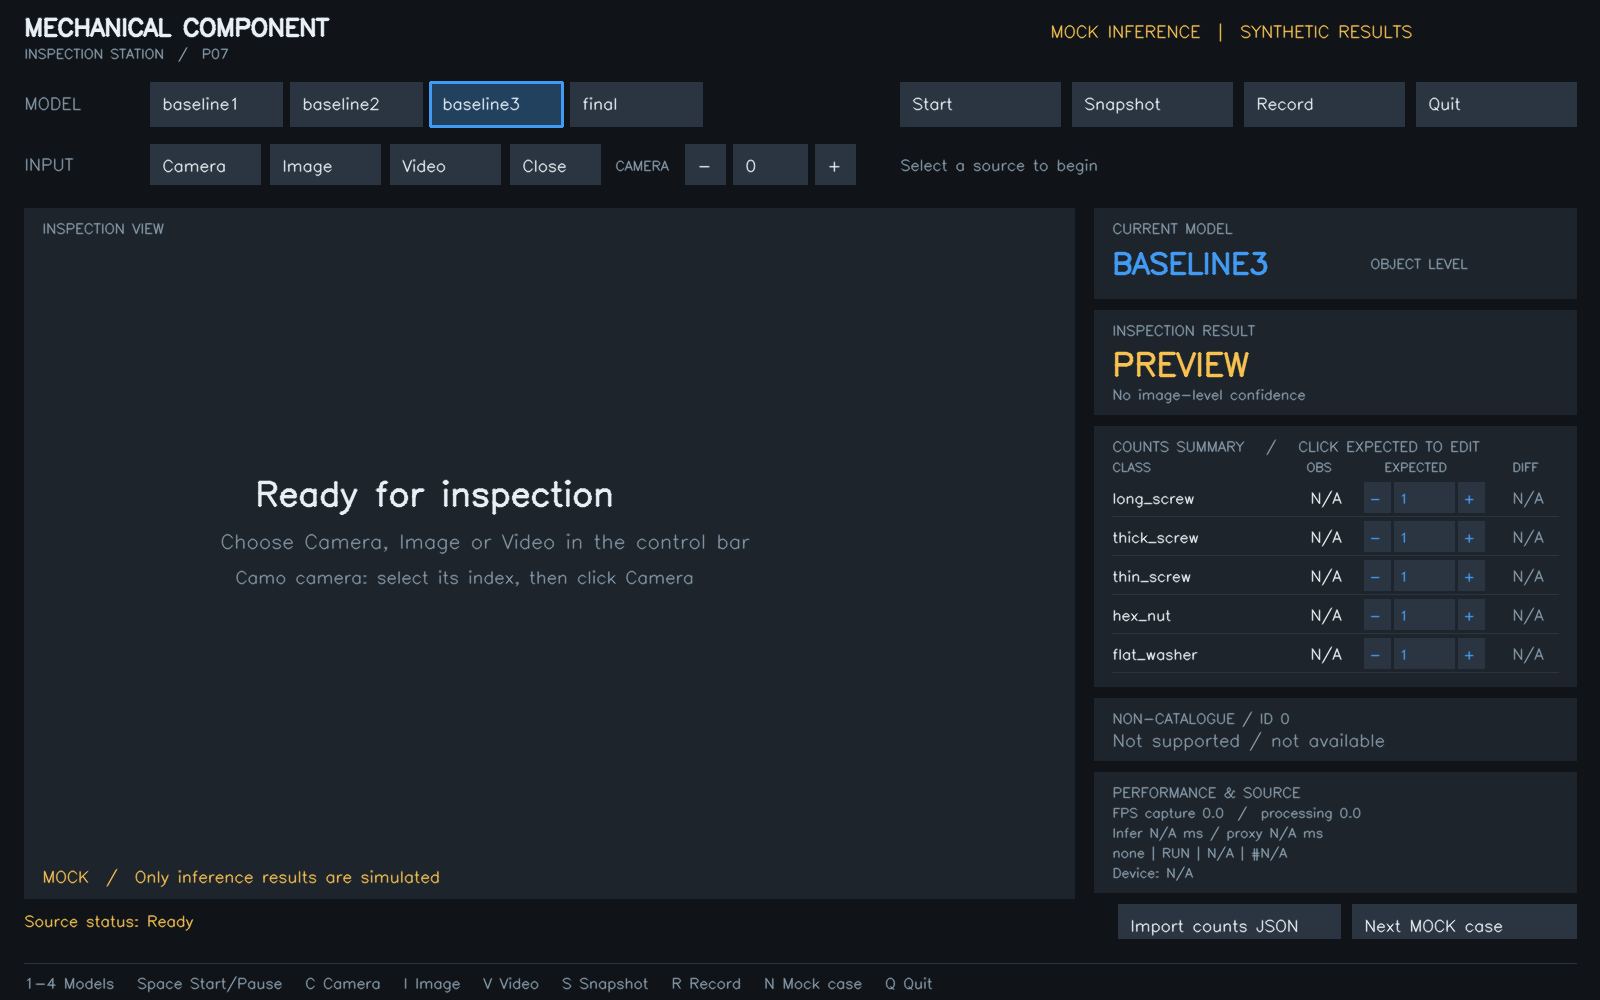 MECHANICAL COMPONENT
MOCK INFERENCE | SYNTHETIC RESULTS
INSPECTION STATION / P07
MODEL baseline1 baseline2 baseline3 final Start Snapshot Record Quit
INPUT Camera Image Video Close CAMERA − 0 + Select a source to begin
INSPECTION VIEW
Ready for inspection
Choose Camera, Image or Video in the control bar
Camo camera: select its index, then click Camera
MOCK / Only inference results are simulated
CURRENT MODEL
BASELINE3 OBJECT LEVEL
INSPECTION RESULT
PREVIEW
No image-level confidence
COUNTS SUMMARY / CLICK EXPECTED TO EDIT
CLASS OBS EXPECTED DIFF
long_screw N/A − 1 + N/A
thick_screw N/A − 1 + N/A
thin_screw N/A − 1 + N/A
hex_nut N/A − 1 + N/A
flat_washer N/A − 1 + N/A
NON-CATALOGUE / ID 0
Not supported / not available
PERFORMANCE & SOURCE
FPS capture 0.0 / processing 0.0
Infer N/A ms / proxy N/A ms
none | RUN | N/A | #N/A
Device: N/A
Source status: Ready
Import counts JSON Next MOCK case
1-4 Models Space Start/Pause C Camera I Image V Video S Snapshot R Record N Mock case Q Quit